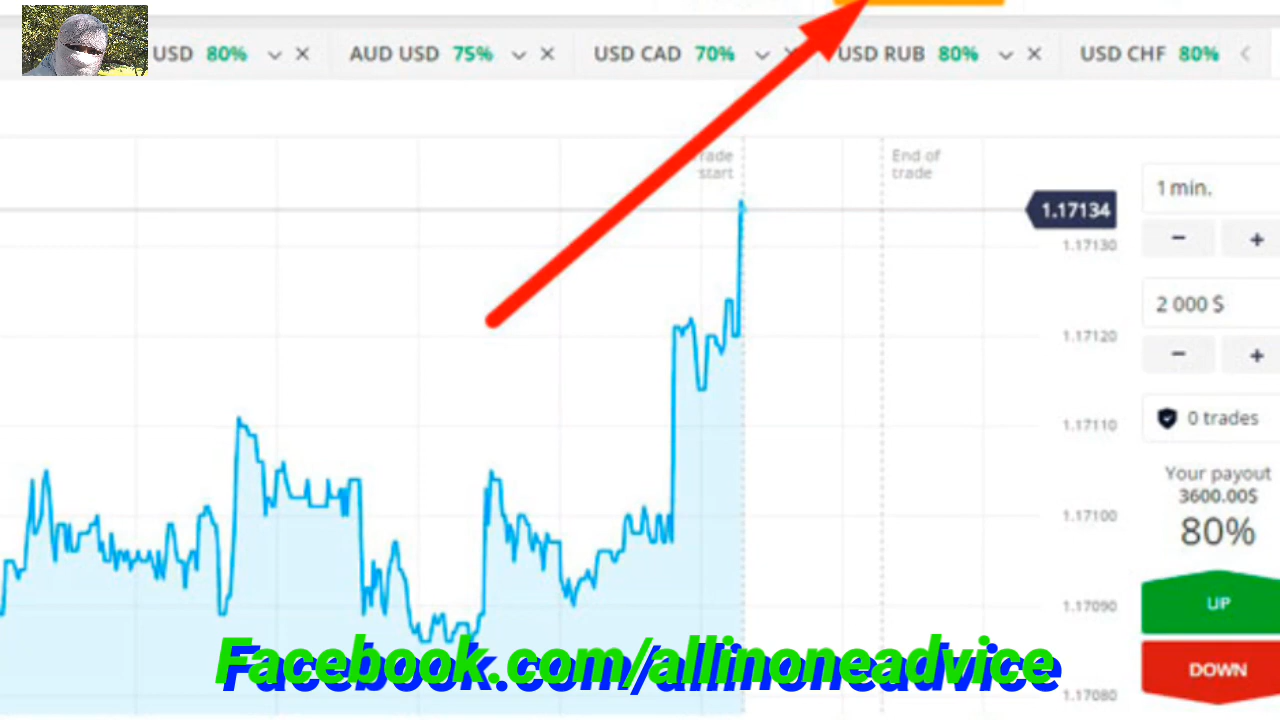 USD 80% AUD USD 75% USD CAD 70% USD RUB 80% USD CHF 80%
start
End of
trade
1.17134
1.17130
1.17120
1.17110
1.17100
1.17090
1.17080
1 min.
2 000 $
0 trades
Your payout
3600.00$
80%
UP
DOWN
Facebook.com/allinoneadvice